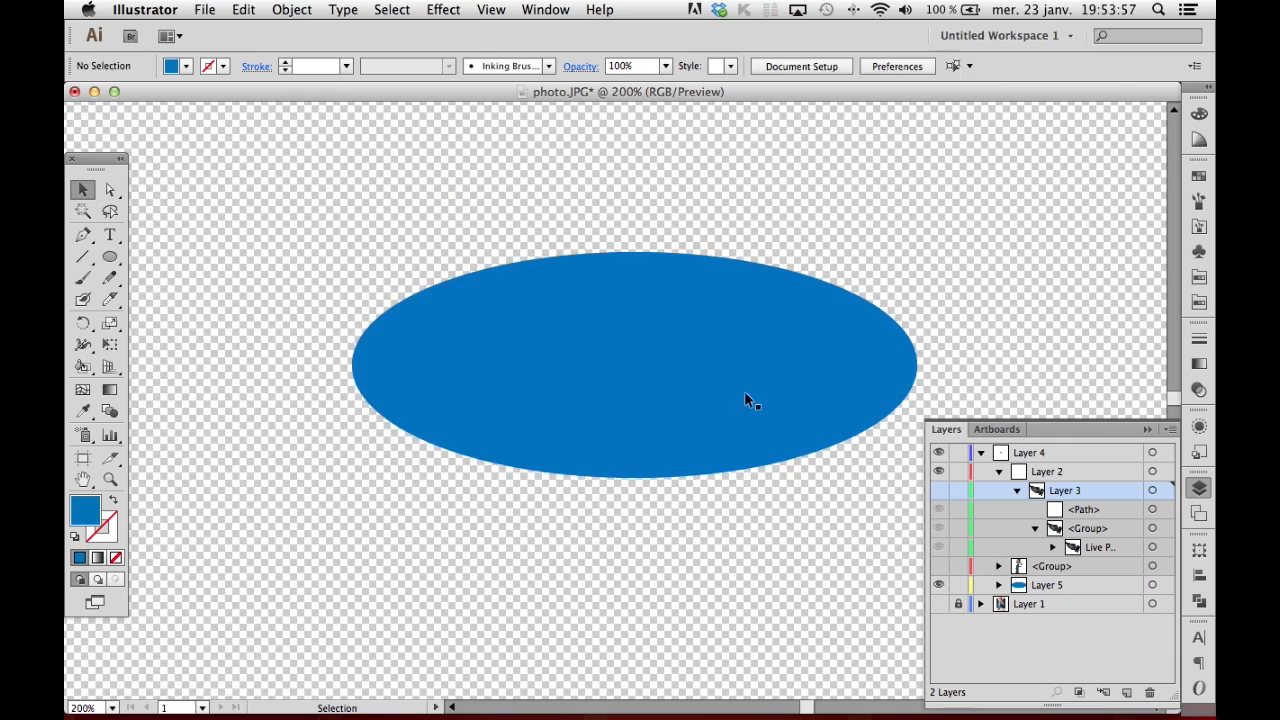 Illustrator File Edit Object Type Select Effect View Window Help 100 % mer. 23 janv. 19:53:57
Ai Br Untitled Workspace 1
No Selection Stroke: Inking Brus... Opacity: 100% Style: Document Setup Preferences
photo.JPG* @ 200% (RGB/Preview)
Layers Artboards
Layer 4
Layer 2
Layer 3
<Path>
<Group>
Live P..
<Group>
Layer 5
Layer 1
2 Layers
200% 1 Selection